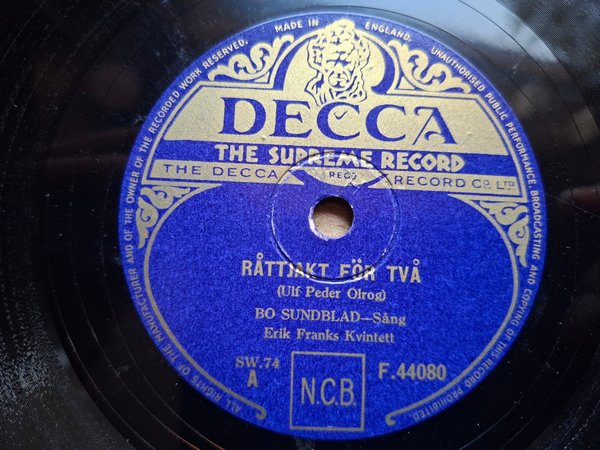 ALL RIGHTS OF THE MANUFACTURER AND OF THE OWNER OF THE RECORDED WORK RESERVED. MADE IN ENGLAND. UNAUTHORISED PUBLIC PERFORMANCE, BROADCASTING AND COPYING OF THIS RECORD PROHIBITED
DECCA
THE SUPREME RECORD
THE DECCA RECORD CO. LTD
RÅTTJAKT FÖR TVÅ
(Ulf Peder Olrog)
BO SUNDBLAD—Sång
Erik Franks Kvintett
SW.74
A
N.C.B.
F.44080